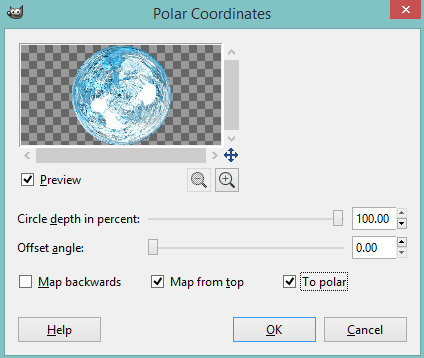 Polar Coordinates
Preview
Circle depth in percent: 100.00
Offset angle: 0.00
Map backwards Map from top To polar
Help OK Cancel